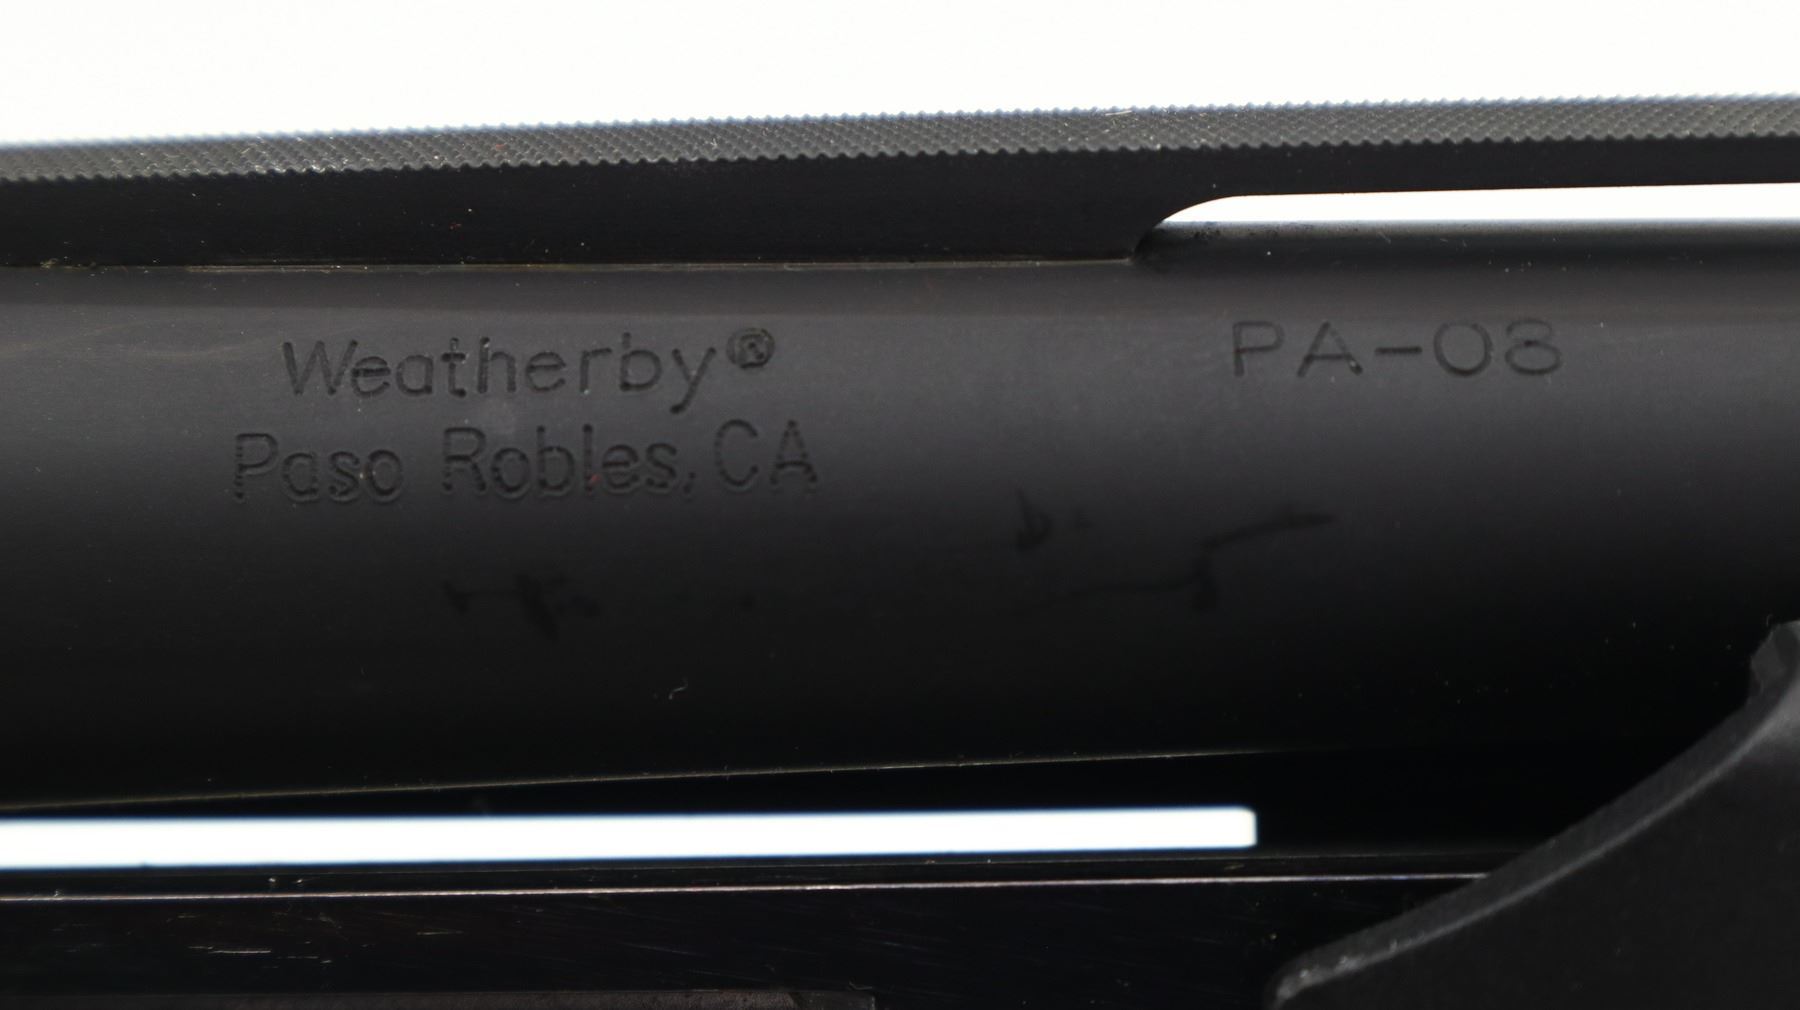 Weatherby®
Paso Robles, CA
PA-08